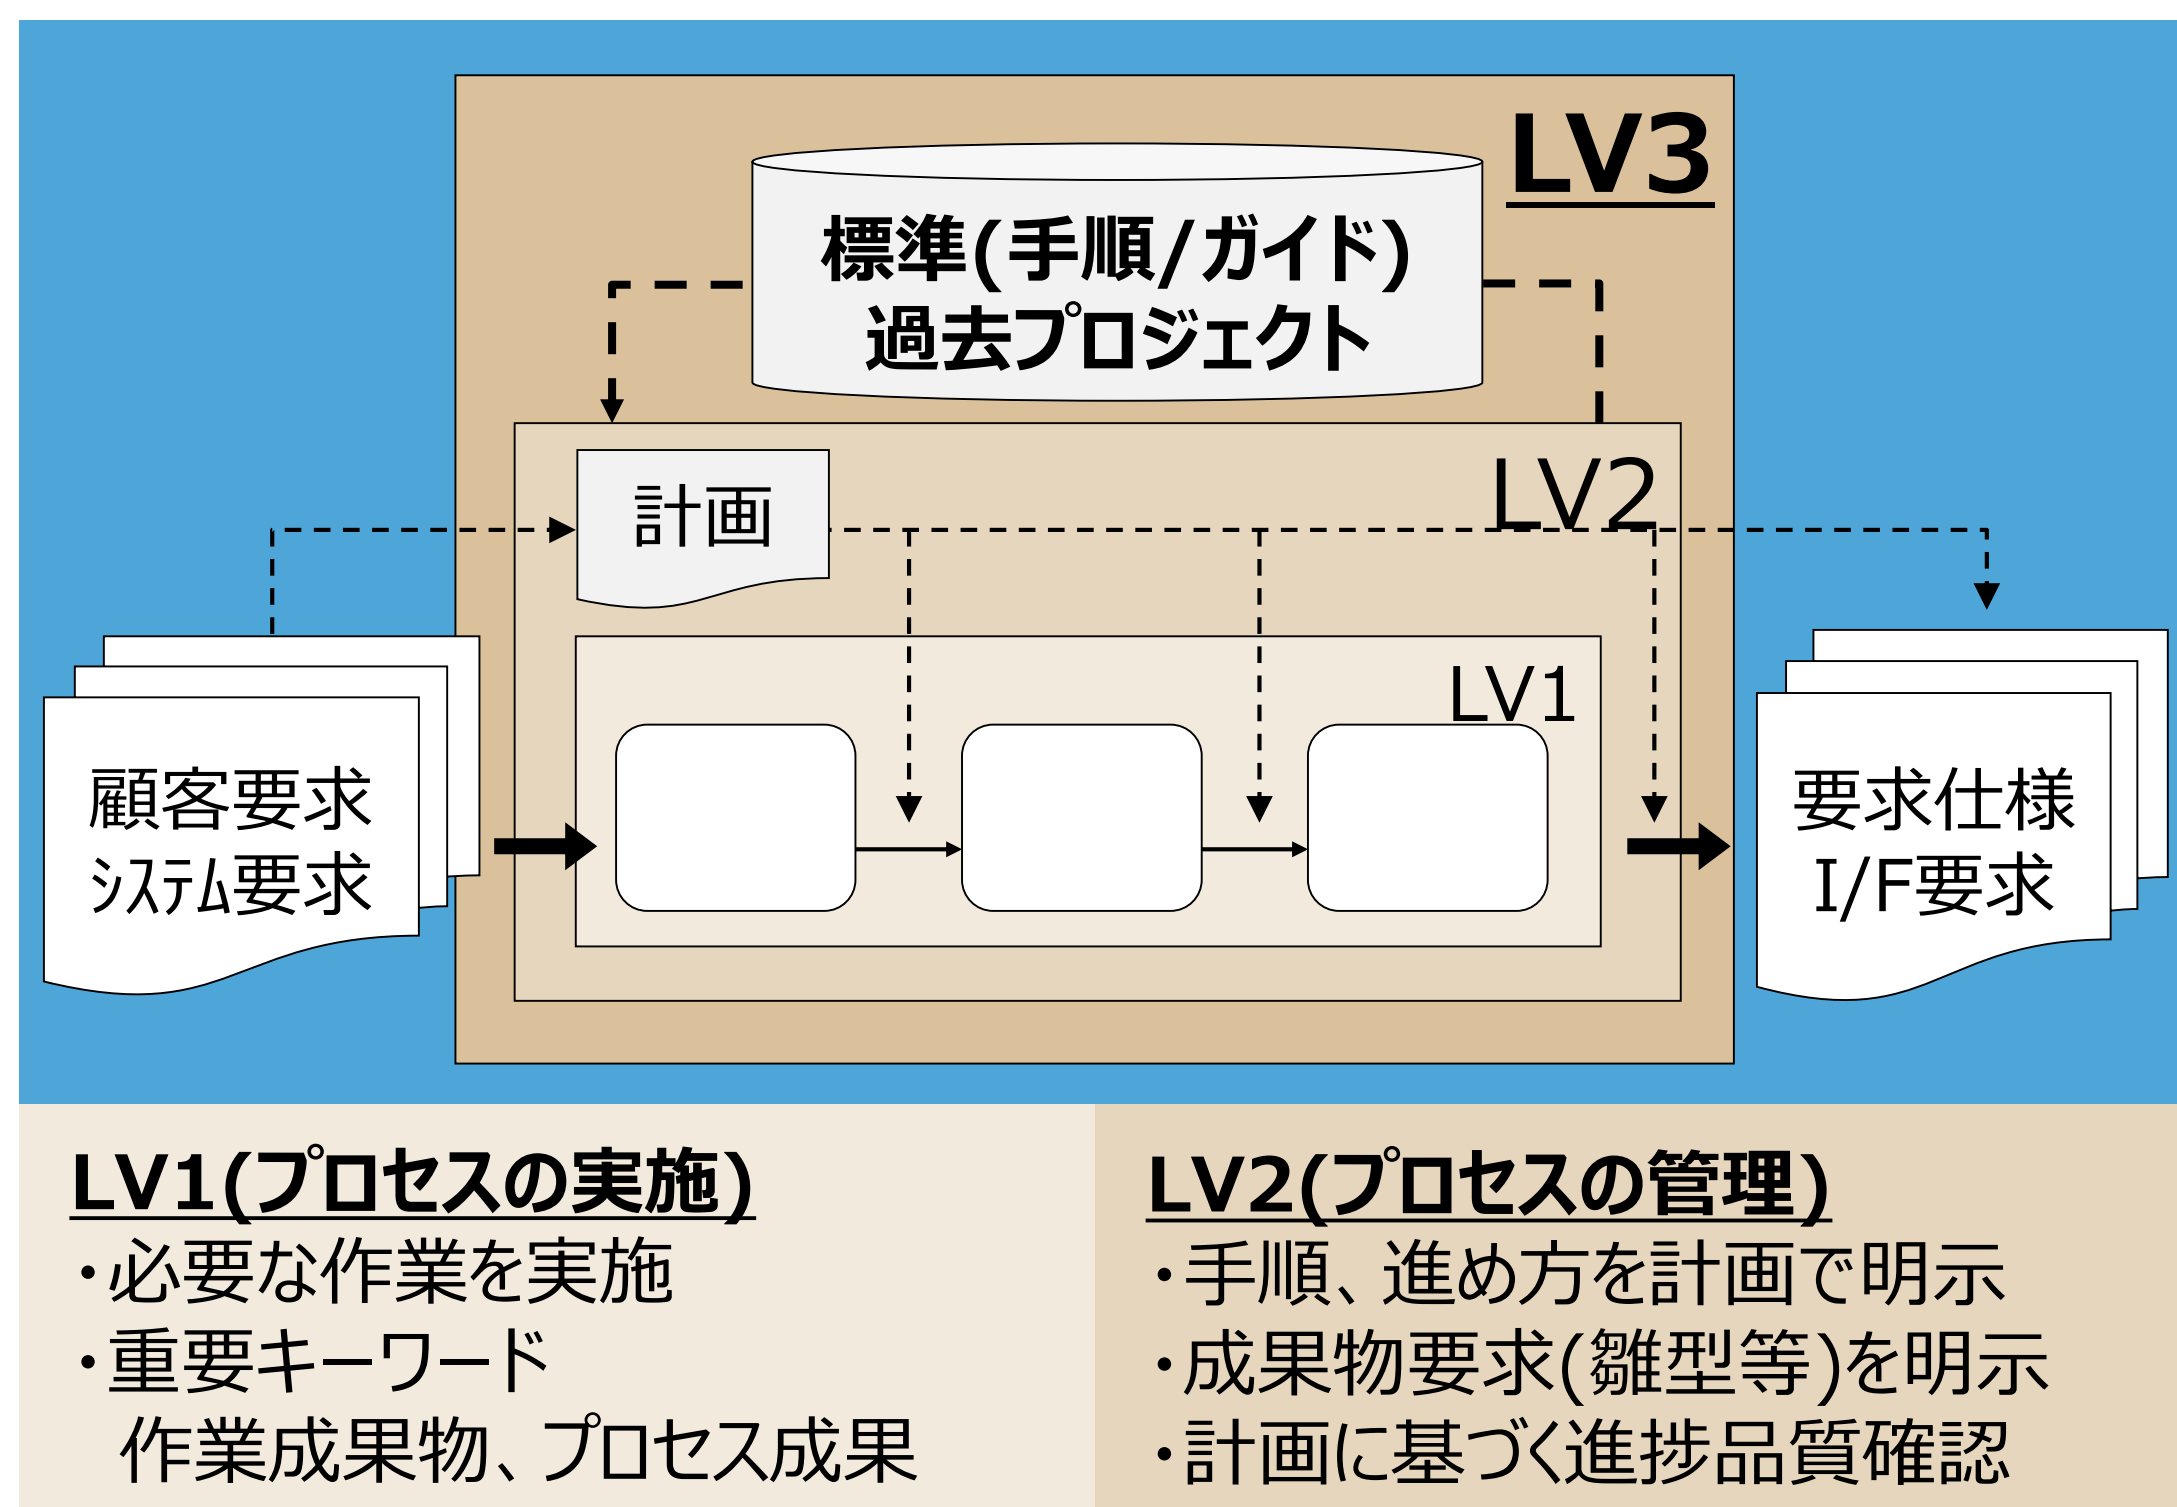 LV3
標準(手順/ガイド)
過去プロジェクト
計画
LV2
LV1
顧客要求
ｼｽﾃﾑ要求
要求仕様
I/F要求
LV1(プロセスの実施)
・必要な作業を実施
・重要キーワード
作業成果物、プロセス成果
LV2(プロセスの管理)
・手順、進め方を計画で明示
・成果物要求(雛型等)を明示
・計画に基づく進捗品質確認